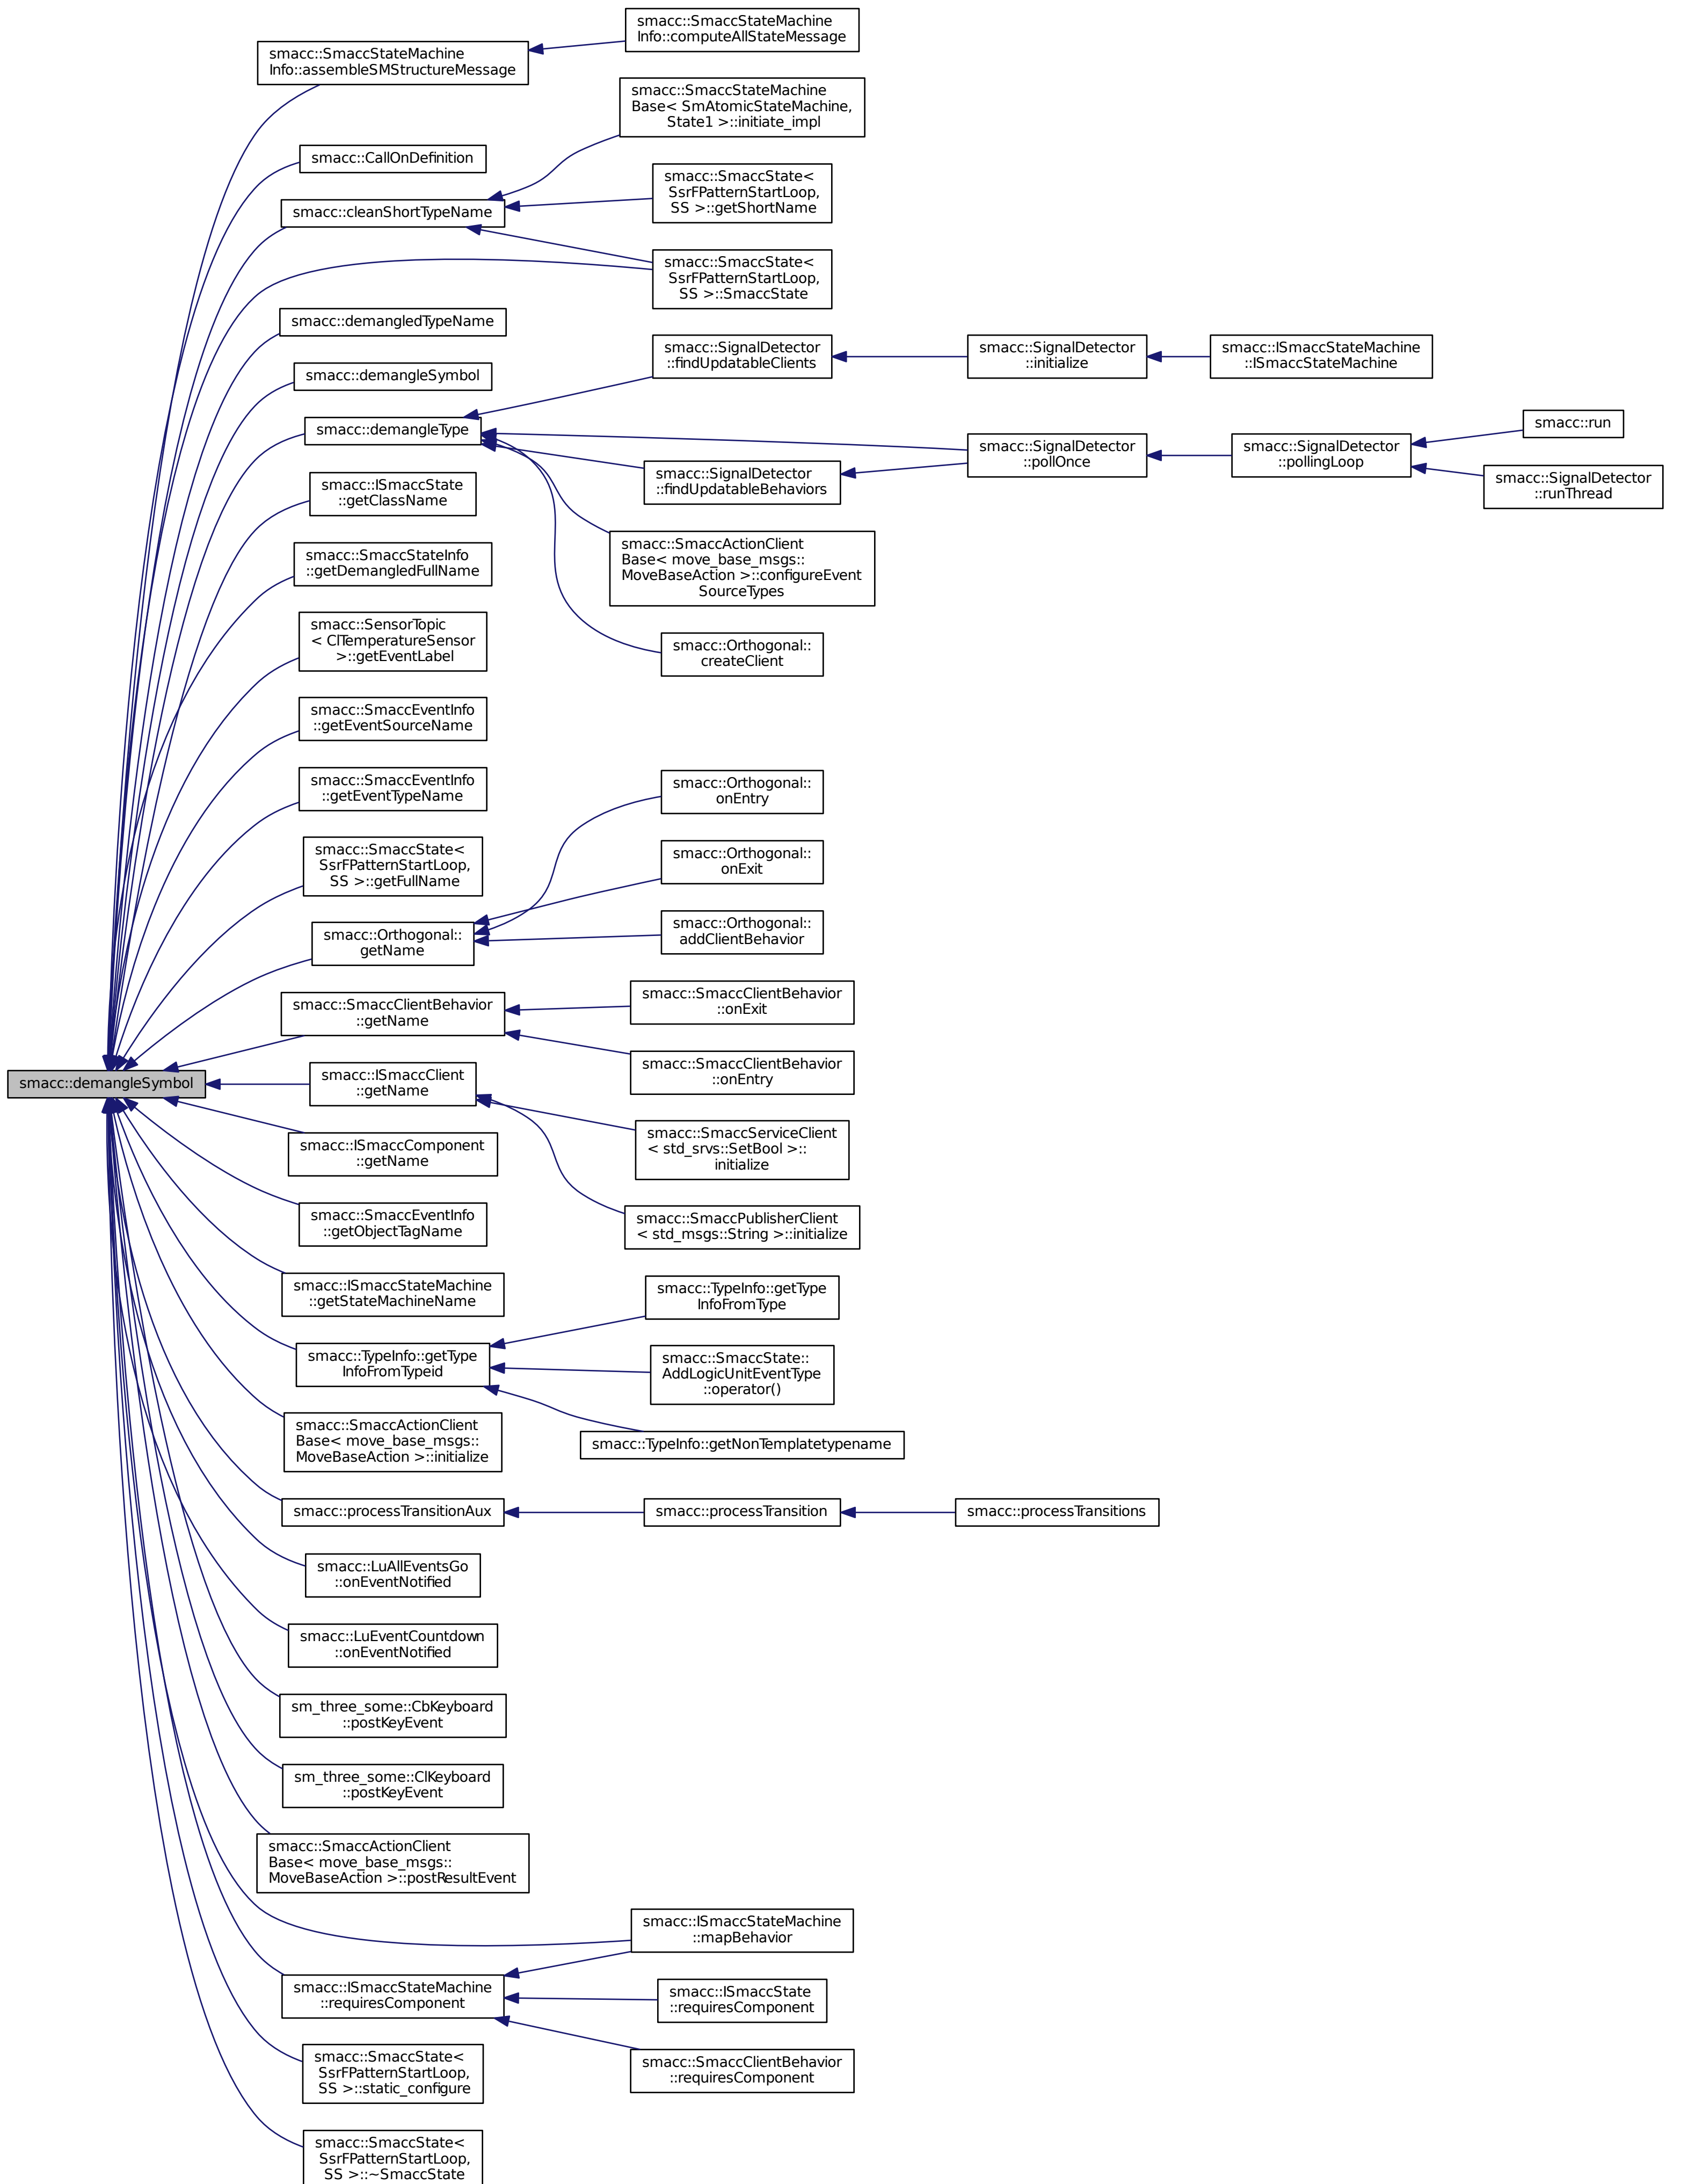 smacc::SmaccStateMachine
Info::computeAllStateMessage
smacc::SmaccStateMachine
Info::assembleSMStructureMessage
smacc::SmaccStateMachine
Base< SmAtomicStateMachine,
State1 >::initiate_impl
smacc::CallOnDefinition
smacc::SmaccState<
SsrFPatternStartLoop,
SS >::getShortName
smacc::cleanShortTypeName
smacc::SmaccState<
SsrFPatternStartLoop,
SS >::SmaccState
smacc::demangledTypeName
smacc::SignalDetector
::findUpdatableClients
smacc::SignalDetector
::initialize
smacc::ISmaccStateMachine
::ISmaccStateMachine
smacc::demangleSymbol
smacc::demangleType
smacc::run
smacc::SignalDetector
::pollOnce
smacc::SignalDetector
::pollingLoop
smacc::SignalDetector
::findUpdatableBehaviors
smacc::SignalDetector
::runThread
smacc::ISmaccState
::getClassName
smacc::SmaccActionClient
Base< move_base_msgs::
MoveBaseAction >::configureEvent
SourceTypes
smacc::SmaccStateInfo
::getDemangledFullName
smacc::SensorTopic
< ClTemperatureSensor
>::getEventLabel
smacc::Orthogonal::
createClient
smacc::SmaccEventInfo
::getEventSourceName
smacc::SmaccEventInfo
::getEventTypeName
smacc::Orthogonal::
onEntry
smacc::SmaccState<
SsrFPatternStartLoop,
SS >::getFullName
smacc::Orthogonal::
onExit
smacc::Orthogonal::
getName
smacc::Orthogonal::
addClientBehavior
smacc::SmaccClientBehavior
::getName
smacc::SmaccClientBehavior
::onExit
smacc::SmaccClientBehavior
::onEntry
smacc::demangleSymbol
smacc::ISmaccClient
::getName
smacc::SmaccServiceClient
< std_srvs::SetBool >::
initialize
smacc::ISmaccComponent
::getName
smacc::SmaccEventInfo
::getObjectTagName
smacc::SmaccPublisherClient
< std_msgs::String >::initialize
smacc::ISmaccStateMachine
::getStateMachineName
smacc::TypeInfo::getType
InfoFromType
smacc::TypeInfo::getType
InfoFromTypeid
smacc::SmaccState::
AddLogicUnitEventType
::operator()
smacc::SmaccActionClient
Base< move_base_msgs::
MoveBaseAction >::initialize
smacc::TypeInfo::getNonTemplatetypename
smacc::processTransitionAux
smacc::processTransition
smacc::processTransitions
smacc::LuAllEventsGo
::onEventNotified
smacc::LuEventCountdown
::onEventNotified
sm_three_some::CbKeyboard
::postKeyEvent
sm_three_some::ClKeyboard
::postKeyEvent
smacc::SmaccActionClient
Base< move_base_msgs::
MoveBaseAction >::postResultEvent
smacc::ISmaccStateMachine
::mapBehavior
smacc::ISmaccStateMachine
::requiresComponent
smacc::ISmaccState
::requiresComponent
smacc::SmaccClientBehavior
::requiresComponent
smacc::SmaccState<
SsrFPatternStartLoop,
SS >::static_configure
smacc::SmaccState<
SsrFPatternStartLoop,
SS >::~SmaccState